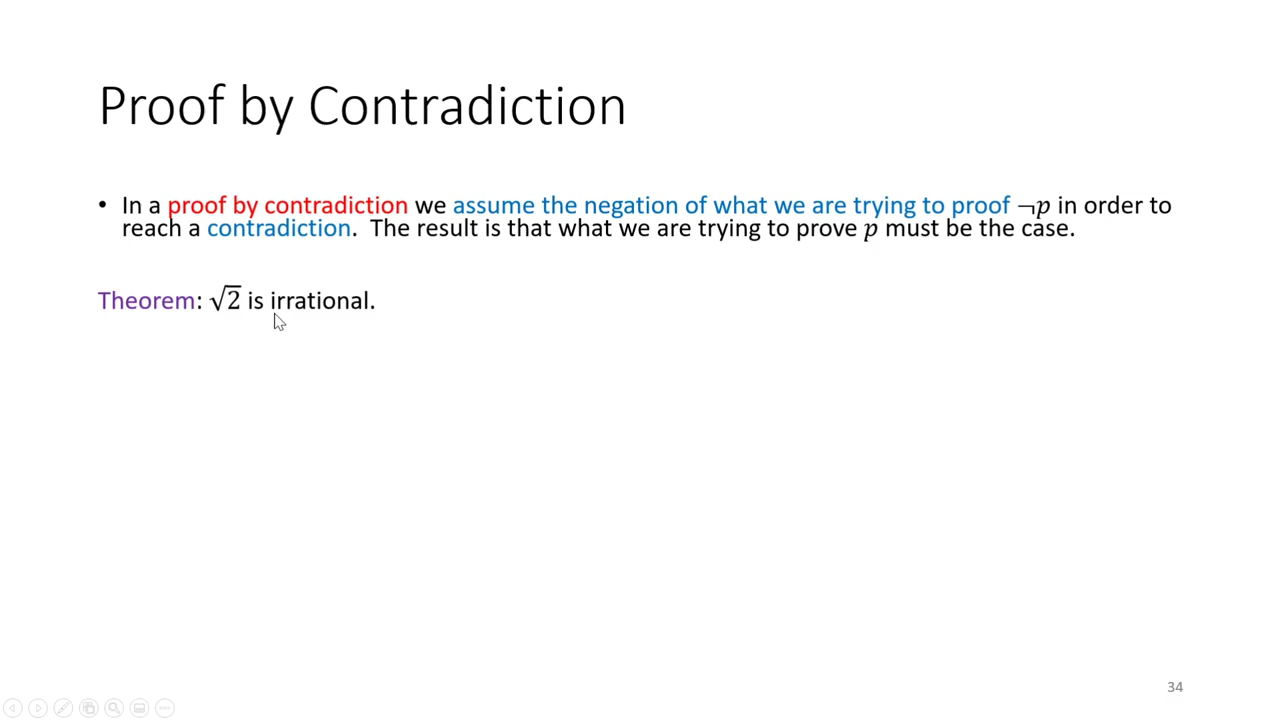 Proof by Contradiction
• In a proof by contradiction we assume the negation of what we are trying to proof ¬p in order to
reach a contradiction.  The result is that what we are trying to prove p must be the case.
Theorem: √2 is irrational.
34